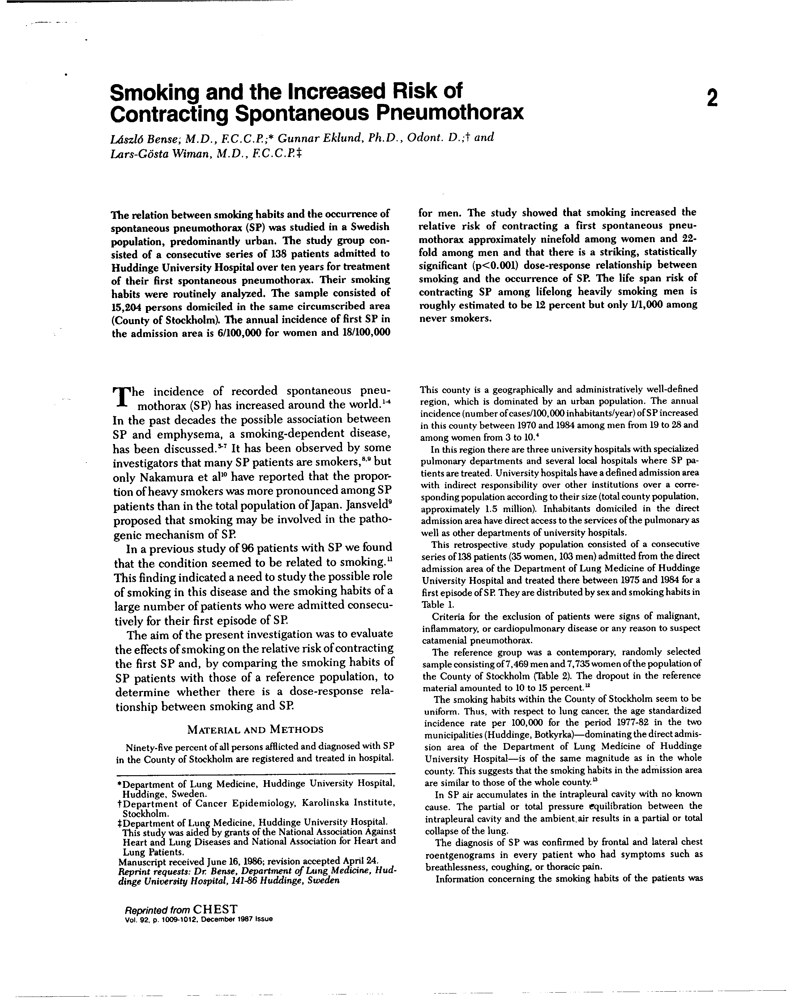 Smoking and the Increased Risk of
Contracting Spontaneous Pneumothorax
2
László Bense, M.D., F.C.C.P.;* Gunnar Eklund, Ph.D., Odont. D.;† and
Lars-Gösta Wiman, M.D., F.C.C.P.‡
The relation between smoking habits and the occurrence of
spontaneous pneumothorax (SP) was studied in a Swedish
population, predominantly urban. The study group con-
sisted of a consecutive series of 138 patients admitted to
Huddinge University Hospital over ten years for treatment
of their first spontaneous pneumothorax. Their smoking
habits were routinely analyzed. The sample consisted of
15,204 persons domiciled in the same circumscribed area
(County of Stockholm). The annual incidence of first SP in
the admission area is 6/100,000 for women and 18/100,000
for men. The study showed that smoking increased the
relative risk of contracting a first spontaneous pneu-
mothorax approximately ninefold among women and 22-
fold among men and that there is a striking, statistically
significant (p<0.001) dose-response relationship between
smoking and the occurrence of SP. The life span risk of
contracting SP among lifelong heavily smoking men is
roughly estimated to be 12 percent but only 1/1,000 among
never smokers.
The incidence of recorded spontaneous pneu-
mothorax (SP) has increased around the world.1-4
In the past decades the possible association between
SP and emphysema, a smoking-dependent disease,
has been discussed.5-7 It has been observed by some
investigators that many SP patients are smokers,8,9 but
only Nakamura et al10 have reported that the propor-
tion of heavy smokers was more pronounced among SP
patients than in the total population of Japan. Jansveld9
proposed that smoking may be involved in the patho-
genic mechanism of SP.
In a previous study of 96 patients with SP we found
that the condition seemed to be related to smoking.11
This finding indicated a need to study the possible role
of smoking in this disease and the smoking habits of a
large number of patients who were admitted consecu-
tively for their first episode of SP.
The aim of the present investigation was to evaluate
the effects of smoking on the relative risk of contracting
the first SP and, by comparing the smoking habits of
SP patients with those of a reference population, to
determine whether there is a dose-response rela-
tionship between smoking and SP.
MATERIAL AND METHODS
Ninety-five percent of all persons afflicted and diagnosed with SP
in the County of Stockholm are registered and treated in hospital.
*Department of Lung Medicine, Huddinge University Hospital,
Huddinge, Sweden.
†Department of Cancer Epidemiology, Karolinska Institute,
Stockholm.
‡Department of Lung Medicine, Huddinge University Hospital.
This study was aided by grants of the National Association Against
Heart and Lung Diseases and National Association for Heart and
Lung Patients.
Manuscript received June 16, 1986; revision accepted April 24.
Reprint requests: Dr. Bense, Department of Lung Medicine, Hud-
dinge University Hospital, 141-86 Huddinge, Sweden
This county is a geographically and administratively well-defined
region, which is dominated by an urban population. The annual
incidence (number of cases/100,000 inhabitants/year) of SP increased
in this county between 1970 and 1984 among men from 19 to 28 and
among women from 3 to 10.4
In this region there are three university hospitals with specialized
pulmonary departments and several local hospitals where SP pa-
tients are treated. University hospitals have a defined admission area
with indirect responsibility over other institutions over a corre-
sponding population according to their size (total county population,
approximately 1.5 million). Inhabitants domiciled in the direct
admission area have direct access to the services of the pulmonary as
well as other departments of university hospitals.
This retrospective study population consisted of a consecutive
series of 138 patients (35 women, 103 men) admitted from the direct
admission area of the Department of Lung Medicine of Huddinge
University Hospital and treated there between 1975 and 1984 for a
first episode of SP. They are distributed by sex and smoking habits in
Table 1.
Criteria for the exclusion of patients were signs of malignant,
inflammatory, or cardiopulmonary disease or any reason to suspect
catamenial pneumothorax.
The reference group was a contemporary, randomly selected
sample consisting of 7,469 men and 7,735 women of the population of
the County of Stockholm (Table 2). The dropout in the reference
material amounted to 10 to 15 percent.12
The smoking habits within the County of Stockholm seem to be
uniform. Thus, with respect to lung cancer, the age standardized
incidence rate per 100,000 for the period 1977-82 in the two
municipalities (Huddinge, Botkyrka)—dominating the direct admis-
sion area of the Department of Lung Medicine of Huddinge
University Hospital—is of the same magnitude as in the whole
county. This suggests that the smoking habits in the admission area
are similar to those of the whole county.13
In SP air accumulates in the intrapleural cavity with no known
cause. The partial or total pressure equilibration between the
intrapleural cavity and the ambient air results in a partial or total
collapse of the lung.
The diagnosis of SP was confirmed by frontal and lateral chest
roentgenograms in every patient who had symptoms such as
breathlessness, coughing, or thoracic pain.
Information concerning the smoking habits of the patients was
Reprinted from CHEST
Vol. 92, p. 1009-1012, December 1987 Issue